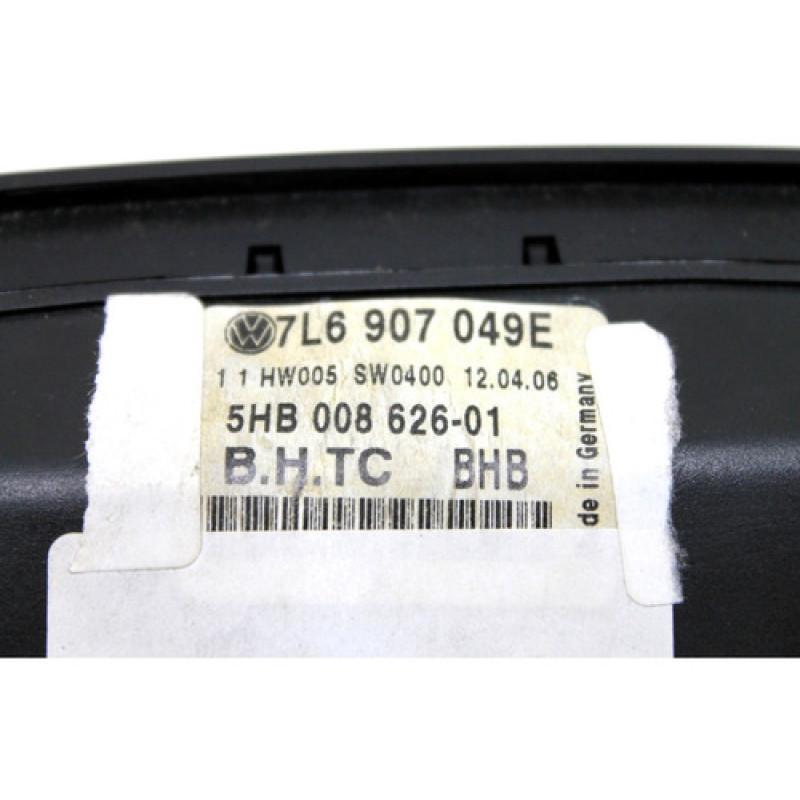 7L6 907 049E
1 1 HW005 SW0400 12.04.06
5HB 008 626-01
B.H.TC BHB
de in Germany